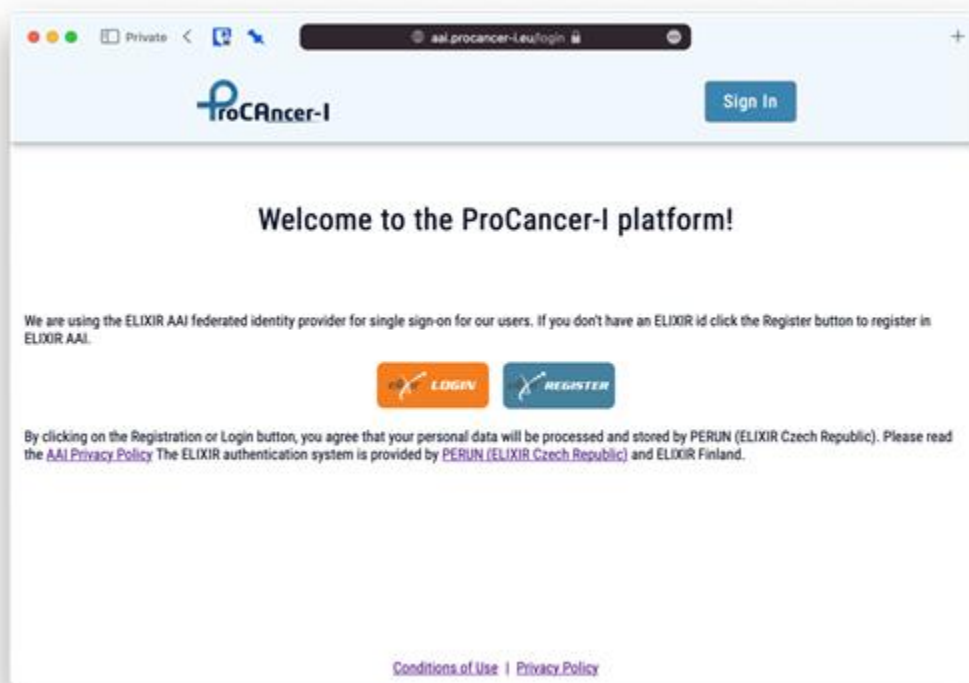 Private
aai.procancer-i.eu/login
ProCAncer-I
Sign In
Welcome to the ProCancer-I platform!
We are using the ELIXIR AAI federated identity provider for single sign-on for our users. If you don't have an ELIXIR id click the Register button to register in
ELIXIR AAI.
LOGIN
REGISTER
By clicking on the Registration or Login button, you agree that your personal data will be processed and stored by PERUN (ELIXIR Czech Republic). Please read
the AAI Privacy Policy The ELIXIR authentication system is provided by PERUN (ELIXIR Czech Republic) and ELIXIR Finland.
Conditions of Use | Privacy Policy